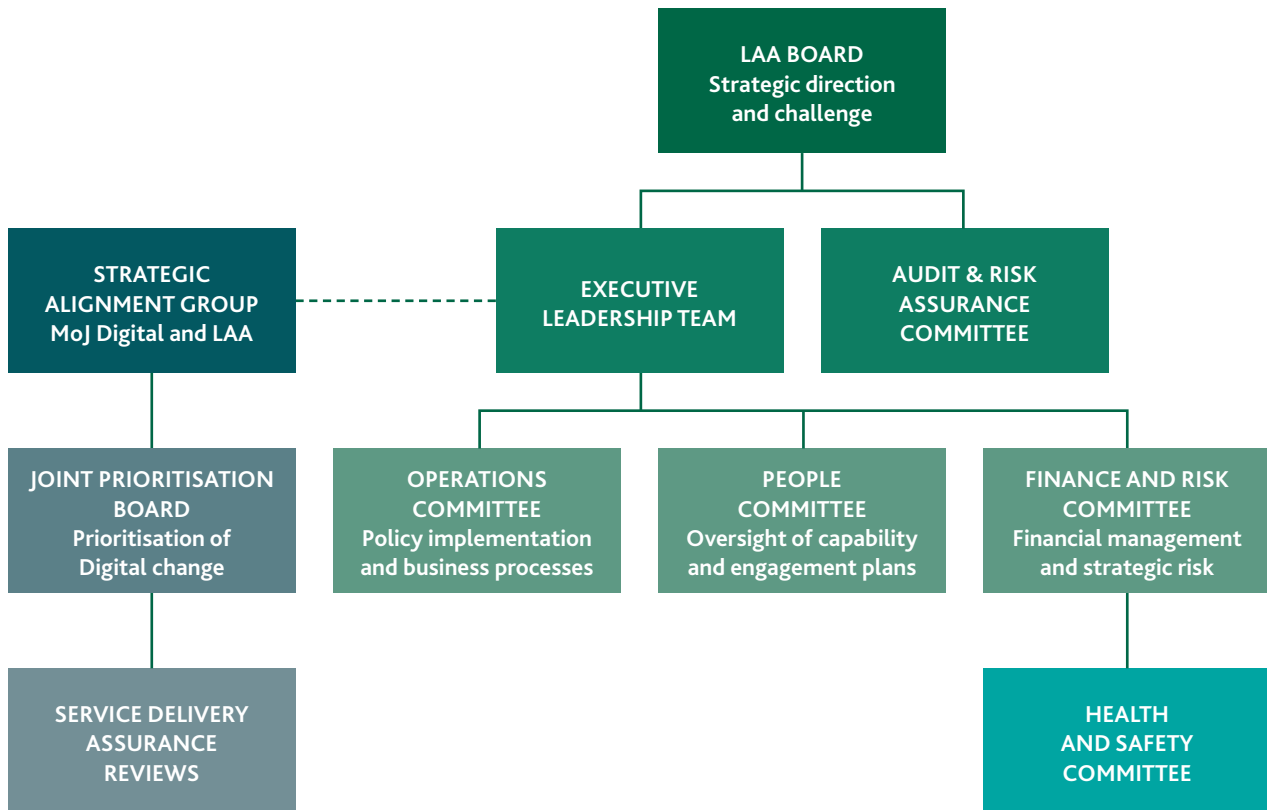 LAA BOARD
Strategic direction
and challenge
STRATEGIC
ALIGNMENT GROUP
MoJ Digital and LAA
EXECUTIVE
LEADERSHIP TEAM
AUDIT & RISK
ASSURANCE
COMMITTEE
JOINT PRIORITISATION
BOARD
Prioritisation of
Digital change
OPERATIONS
COMMITTEE
Policy implementation
and business processes
PEOPLE
COMMITTEE
Oversight of capability
and engagement plans
FINANCE AND RISK
COMMITTEE
Financial management
and strategic risk
SERVICE DELIVERY
ASSURANCE
REVIEWS
HEALTH
AND SAFETY
COMMITTEE